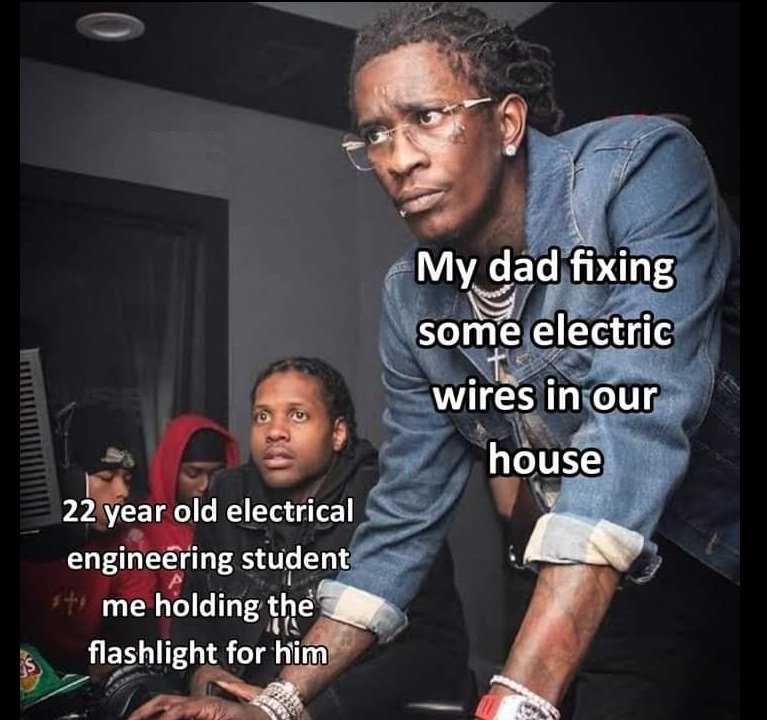 My dad fixing
some electric
wires in our
house
22 year old electrical
engineering student
me holding the
flashlight for him